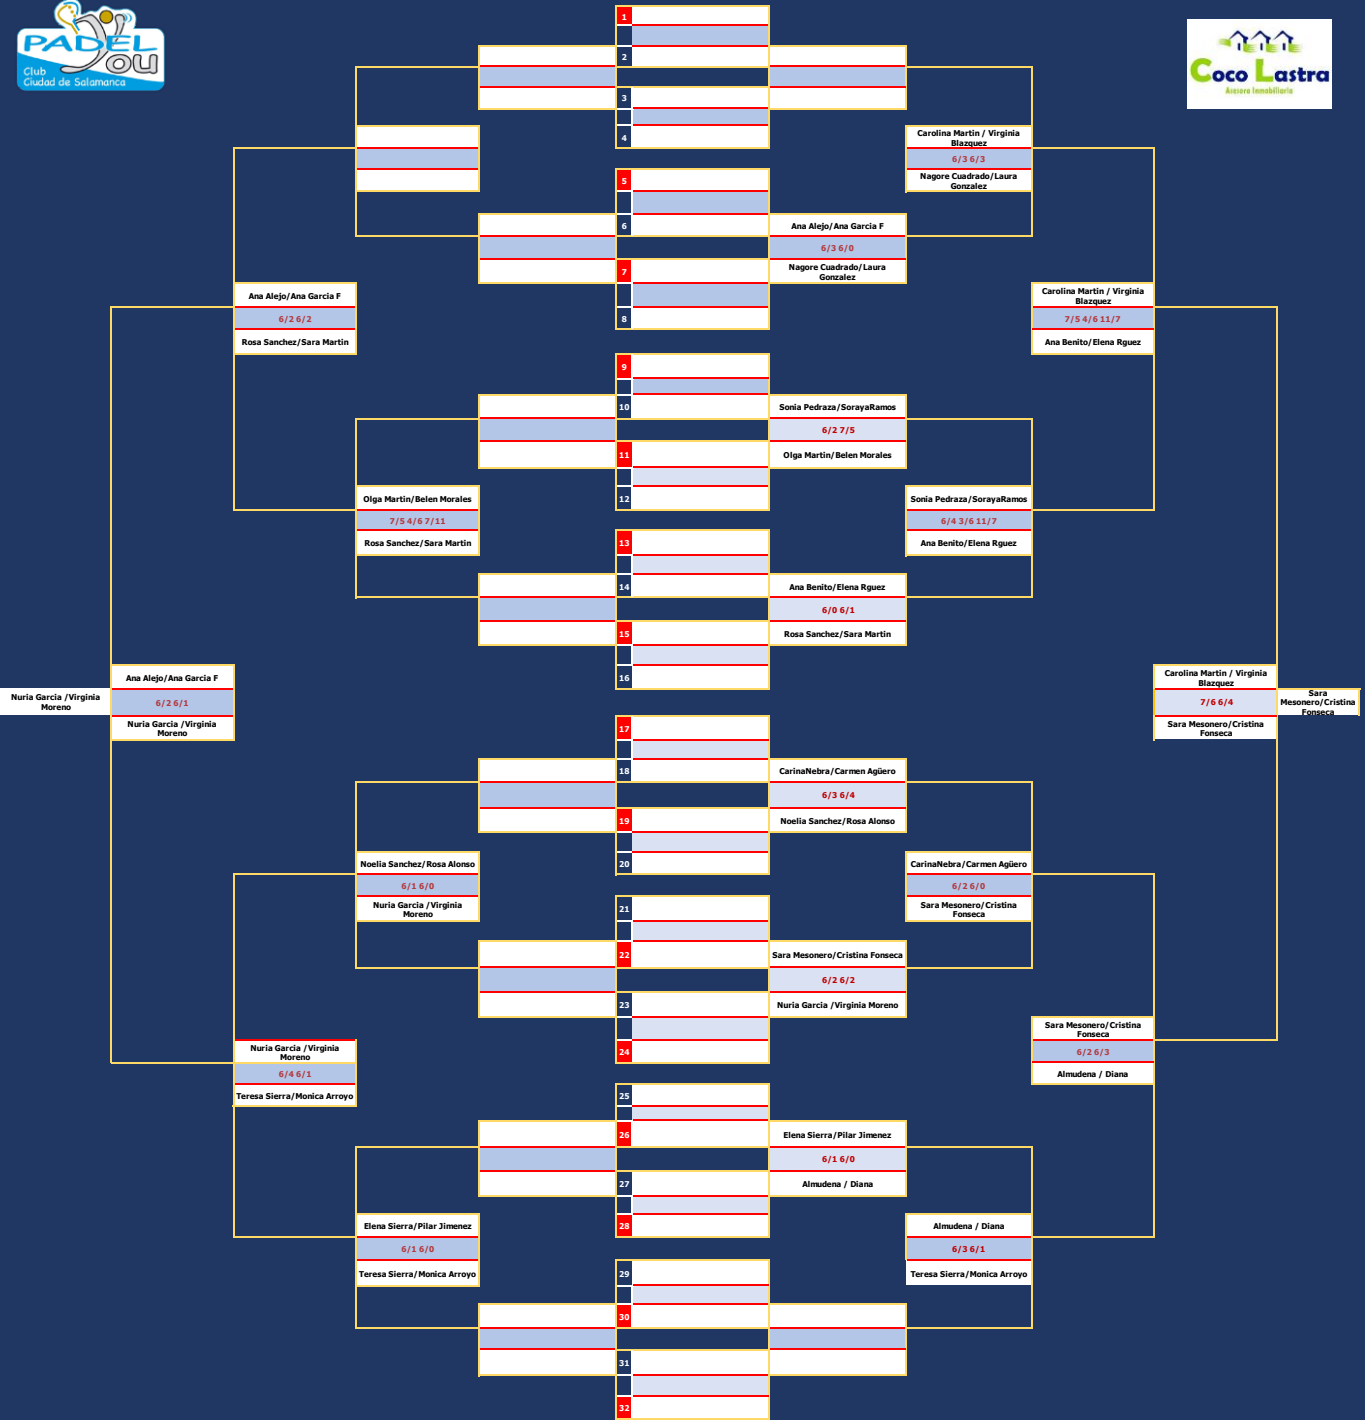 PADEL
YOU
Club
Ciudad de Salamanca
Coco Lastra
Asesora Inmobiliaria
1
2
3
4
Carolina Martin / Virginia
Blazquez
6/3 6/3
Nagore Cuadrado/Laura
Gonzalez
5
6
Ana Alejo/Ana Garcia F
6/3 6/0
7
Nagore Cuadrado/Laura
Gonzalez
8
Ana Alejo/Ana Garcia F
6/2 6/2
Rosa Sanchez/Sara Martin
Carolina Martin / Virginia
Blazquez
7/5 4/6 11/7
Ana Benito/Elena Rguez
9
10
Sonia Pedraza/SorayaRamos
6/2 7/5
11
Olga Martin/Belen Morales
12
Olga Martin/Belen Morales
7/5 4/6 7/11
Rosa Sanchez/Sara Martin
Sonia Pedraza/SorayaRamos
6/4 3/6 11/7
Ana Benito/Elena Rguez
13
14
Ana Benito/Elena Rguez
6/0 6/1
15
Rosa Sanchez/Sara Martin
16
Nuria Garcia /Virginia
Moreno
Ana Alejo/Ana Garcia F
6/2 6/1
Nuria Garcia /Virginia
Moreno
Carolina Martin / Virginia
Blazquez
7/6 6/4
Sara Mesonero/Cristina
Fonseca
Sara
Mesonero/Cristina
Fonseca
17
18
CarinaNebra/Carmen Agüero
6/3 6/4
19
Noelia Sanchez/Rosa Alonso
20
Noelia Sanchez/Rosa Alonso
6/1 6/0
Nuria Garcia /Virginia
Moreno
CarinaNebra/Carmen Agüero
6/2 6/0
Sara Mesonero/Cristina
Fonseca
21
22
Sara Mesonero/Cristina Fonseca
6/2 6/2
23
Nuria Garcia /Virginia Moreno
24
Nuria Garcia /Virginia
Moreno
6/4 6/1
Teresa Sierra/Monica Arroyo
Sara Mesonero/Cristina
Fonseca
6/2 6/3
Almudena / Diana
25
26
Elena Sierra/Pilar Jimenez
6/1 6/0
27
Almudena / Diana
28
Elena Sierra/Pilar Jimenez
6/1 6/0
Teresa Sierra/Monica Arroyo
Almudena / Diana
6/3 6/1
Teresa Sierra/Monica Arroyo
29
30
31
32